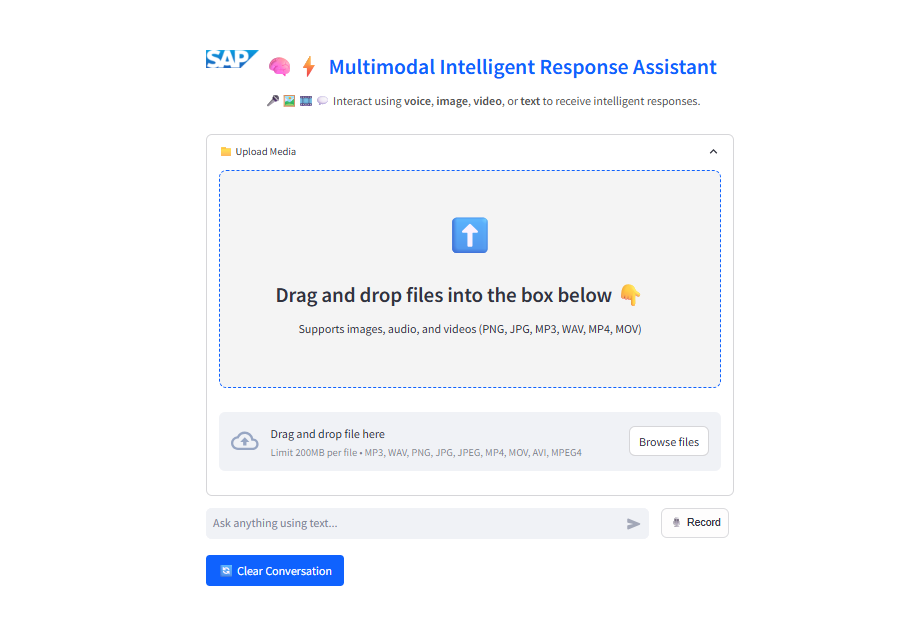 SAP
Multimodal Intelligent Response Assistant
Interact using voice, image, video, or text to receive intelligent responses.
Upload Media
Drag and drop files into the box below
Supports images, audio, and videos (PNG, JPG, MP3, WAV, MP4, MOV)
Drag and drop file here
Limit 200MB per file • MP3, WAV, PNG, JPG, JPEG, MP4, MOV, AVI, MPEG4
Browse files
Ask anything using text...
Record
Clear Conversation